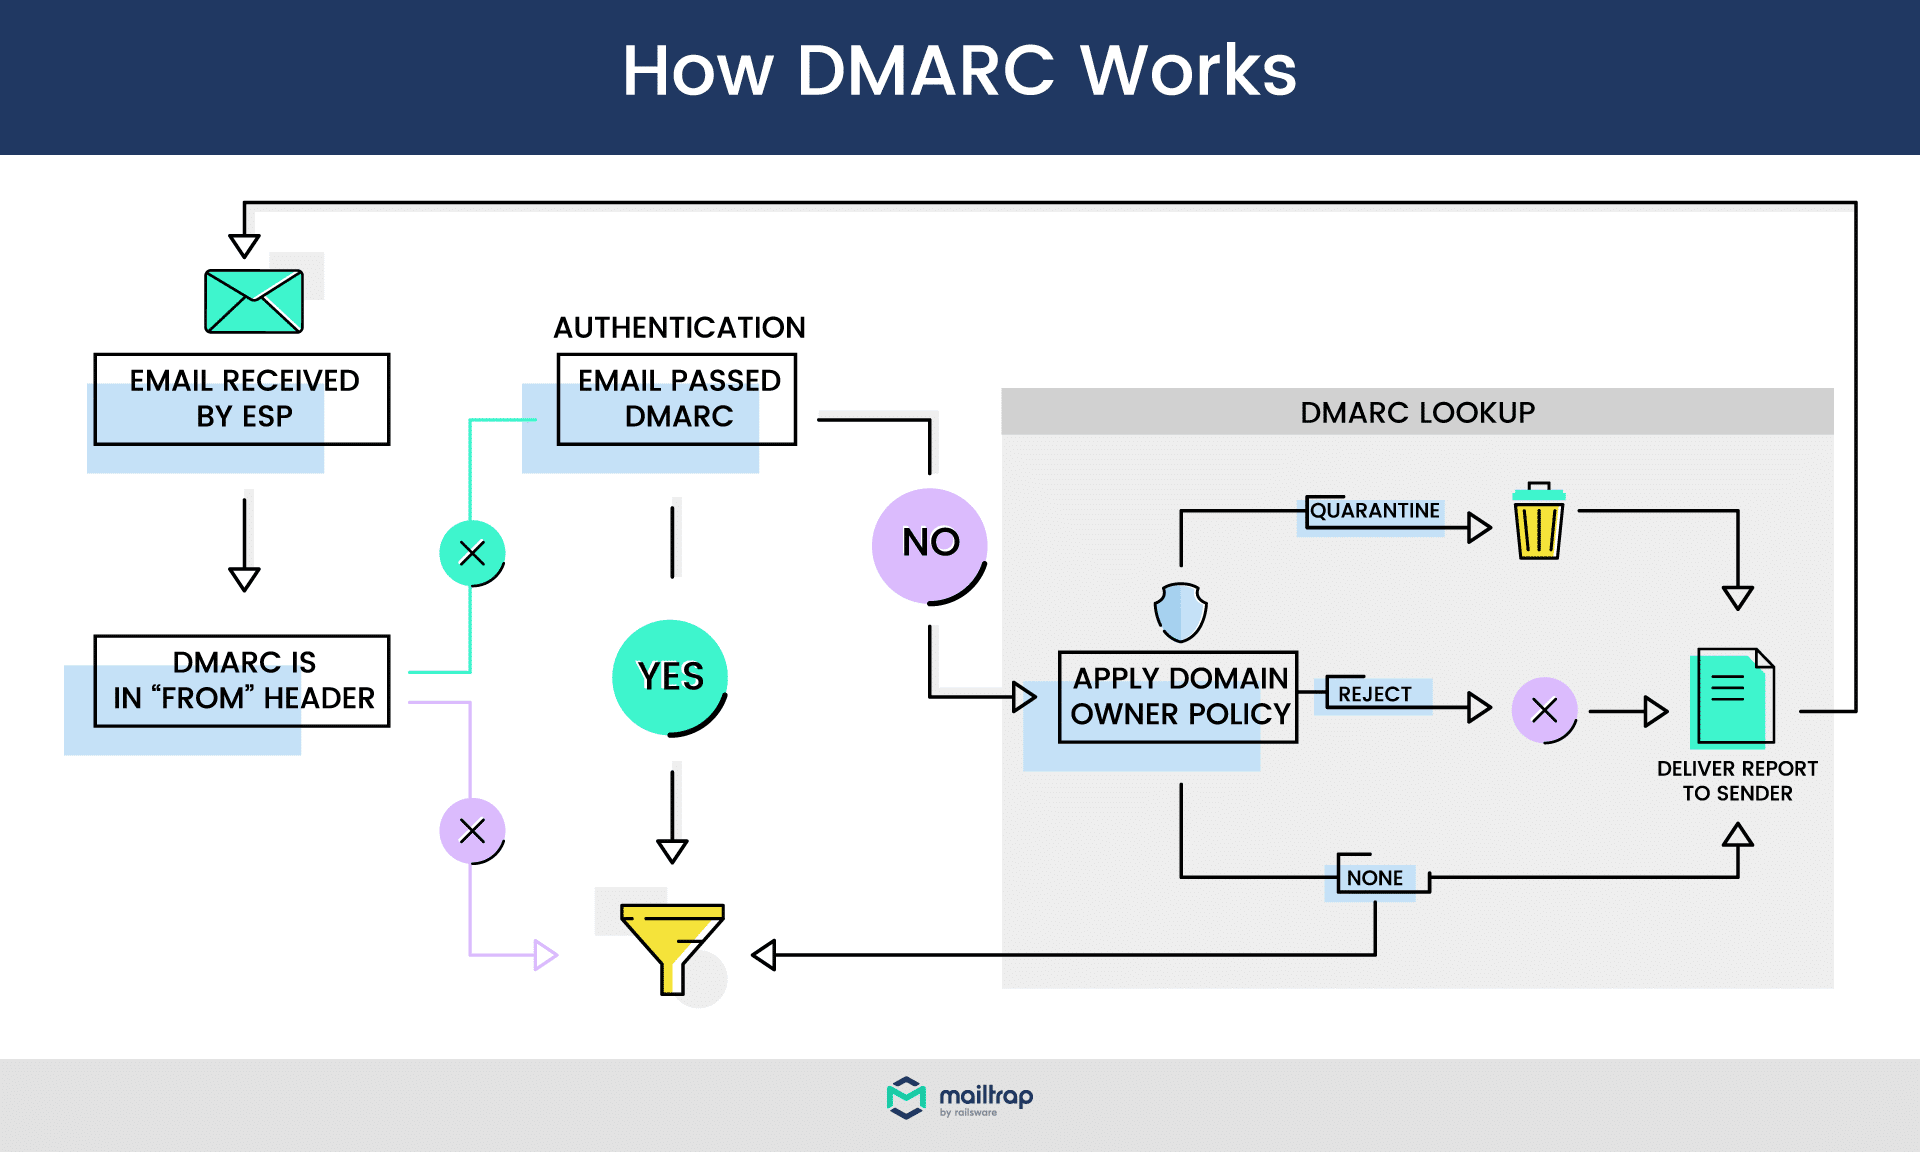 How DMARC Works
EMAIL RECEIVED
BY ESP
DMARC IS
IN “FROM” HEADER
AUTHENTICATION
EMAIL PASSED
DMARC
YES
NO
DMARC LOOKUP
QUARANTINE
APPLY DOMAIN
OWNER POLICY
REJECT
DELIVER REPORT
TO SENDER
NONE
mailtrap
by railsware